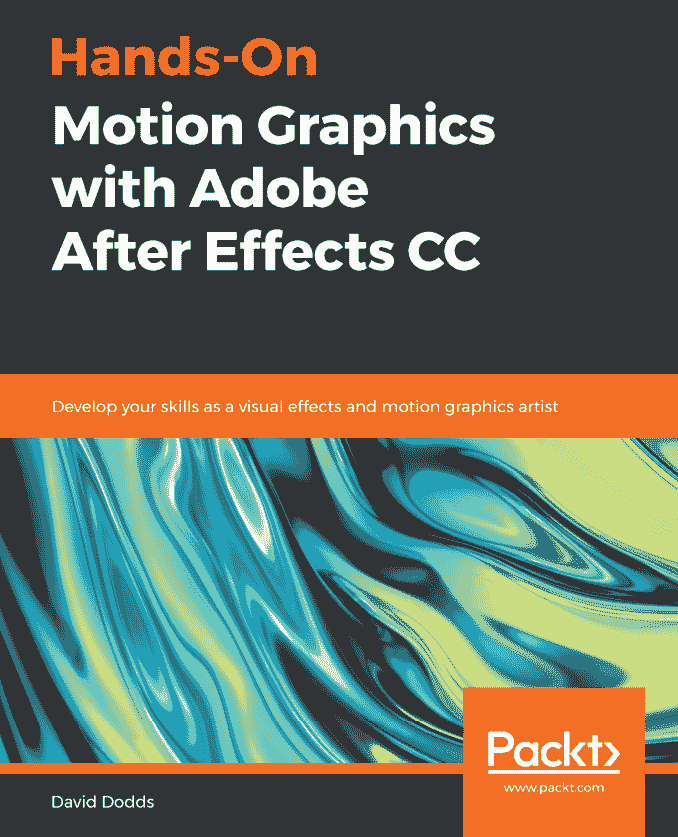 Hands-On
Motion Graphics
with Adobe
After Effects CC
Develop your skills as a visual effects and motion graphics artist
Packt>
www.packt.com
David Dodds